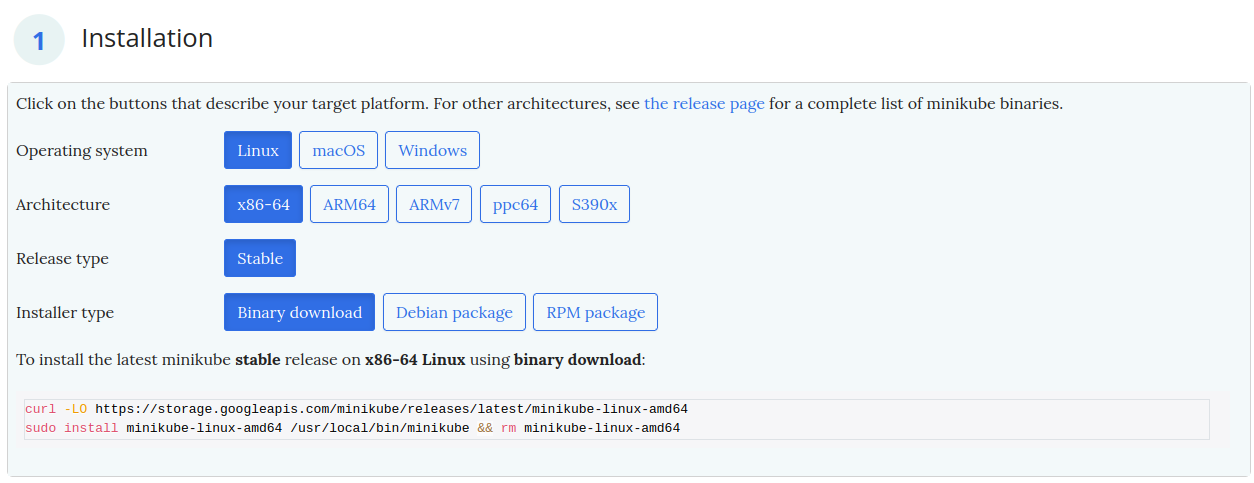 1 Installation
Click on the buttons that describe your target platform. For other architectures, see the release page for a complete list of minikube binaries.
Operating system Linux macOS Windows
Architecture x86-64 ARM64 ARMv7 ppc64 S390x
Release type Stable
Installer type Binary download Debian package RPM package
To install the latest minikube stable release on x86-64 Linux using binary download:
curl -LO https://storage.googleapis.com/minikube/releases/latest/minikube-linux-amd64
sudo install minikube-linux-amd64 /usr/local/bin/minikube && rm minikube-linux-amd64